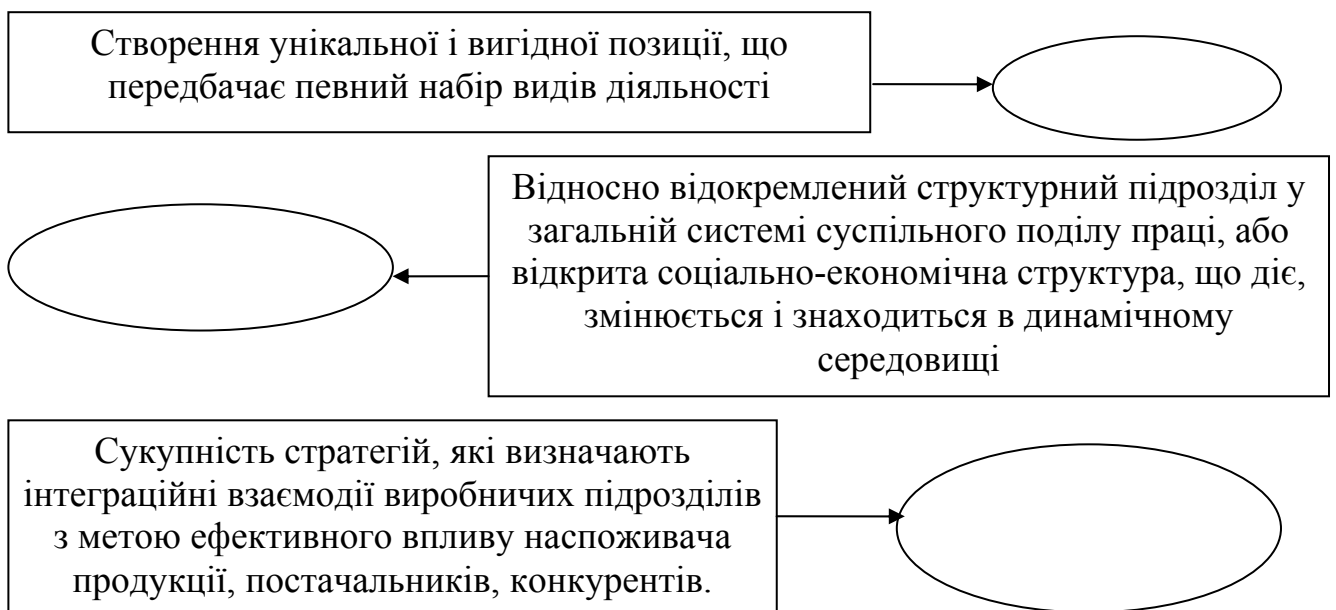 Створення унікальної і вигідної позиції, що
передбачає певний набір видів діяльності
Відносно відокремлений структурний підрозділ у
загальній системі суспільного поділу праці, або
відкрита соціально-економічна структура, що діє,
змінюється і знаходиться в динамічному
середовищі
Сукупність стратегій, які визначають
інтеграційні взаємодії виробничих підрозділів
з метою ефективного впливу наспоживача
продукції, постачальників, конкурентів.